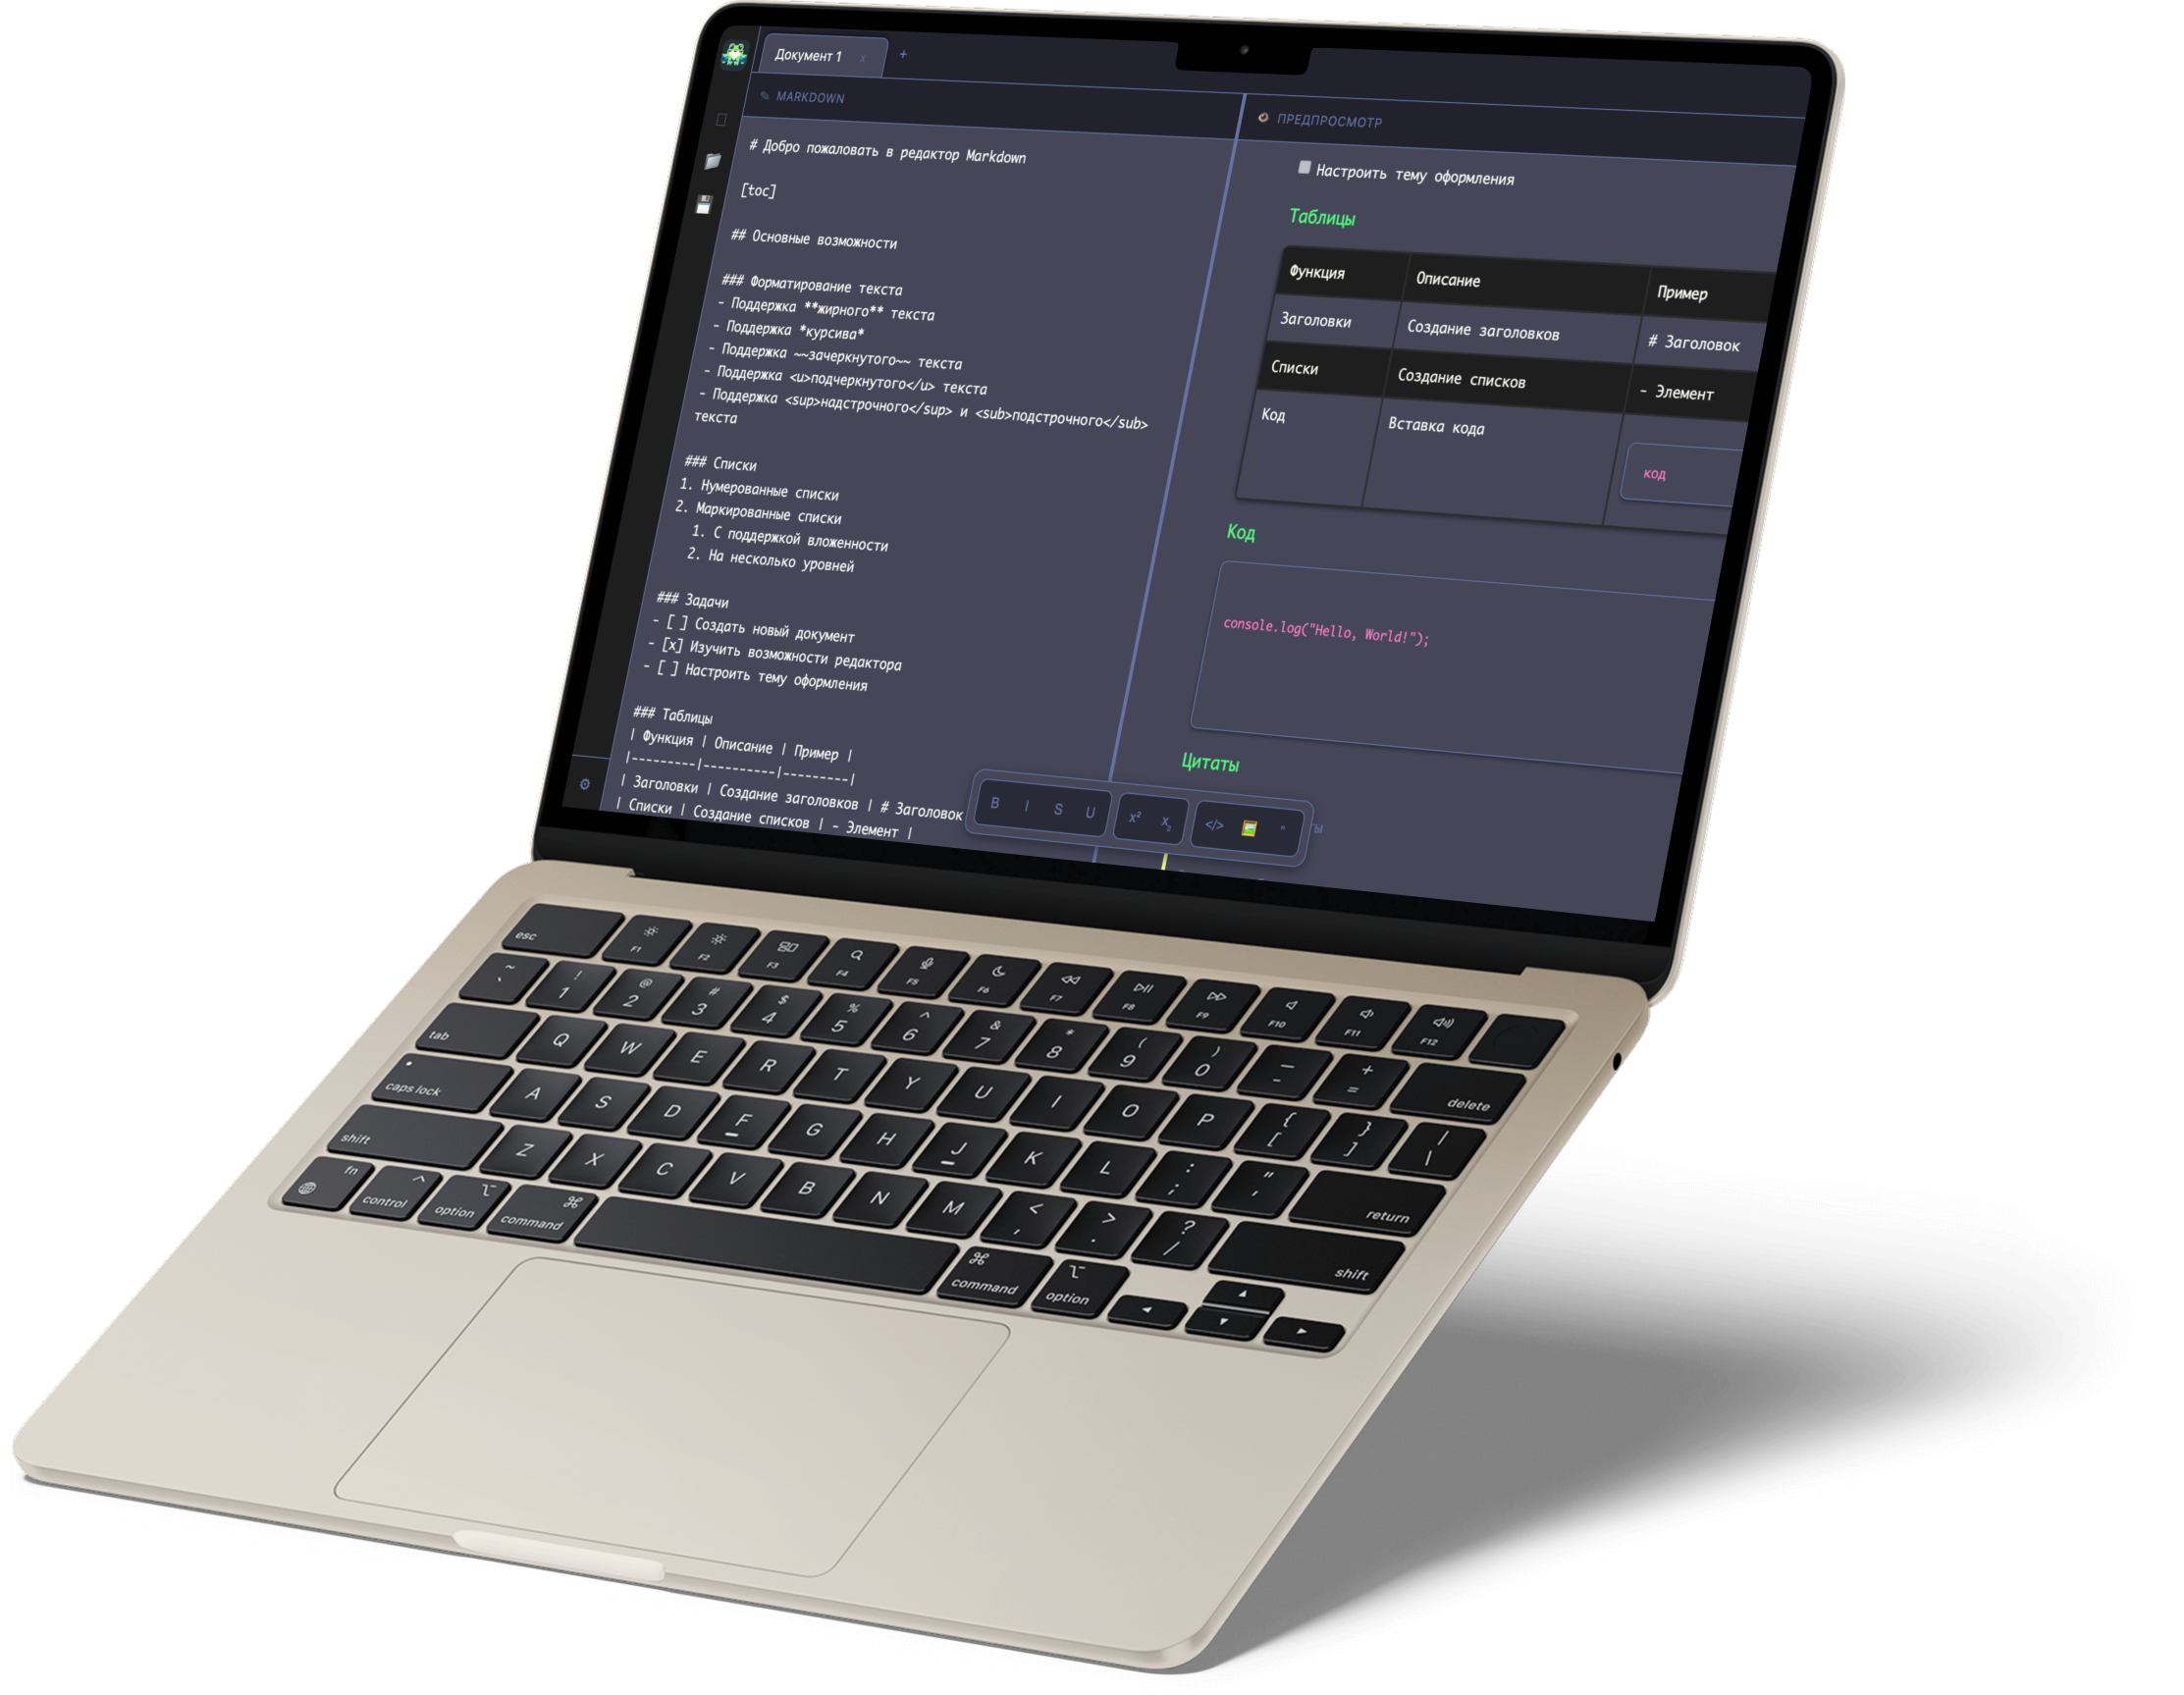 Документ 1 x +
MARKDOWN
# Добро пожаловать в редактор Markdown
[toc]
## Основные возможности
### Форматирование текста
- Поддержка **жирного** текста
- Поддержка *курсива*
- Поддержка ~~зачеркнутого~~ текста
- Поддержка <u>подчеркнутого</u> текста
- Поддержка <sup>надстрочного</sup> и <sub>подстрочного</sub>
текста
### Списки
1. Нумерованные списки
2. Маркированные списки
1. С поддержкой вложенности
2. На несколько уровней
### Задачи
- [ ] Создать новый документ
- [x] Изучить возможности редактора
- [ ] Настроить тему оформления
### Таблицы
| Функция | Описание | Пример |
|---------|----------|---------|
| Заголовки | Создание заголовков | # Заголовок
| Списки | Создание списков | - Элемент |
ПРЕДПРОСМОТР
Настроить тему оформления
Таблицы
Функция Описание Пример
Заголовки Создание заголовков # Заголовок
Списки Создание списков - Элемент
Код Вставка кода код
Код
console.log("Hello, World!");
Цитаты
B I S U x² x₂ </> "
esc F1 F2 F3 F4 F5 F6 F7 F8 F9 F10 F11 F12
~ ` ! 1 @ 2 # 3 $ 4 % 5 ^ 6 & 7 * 8 ( 9 ) 0 — - + = delete
tab Q W E R T Y U I O P { [ } ] | \
caps lock A S D F G H J K L : ; " ' return
shift Z X C V B N M < , > . ? / shift
fn control option command command option